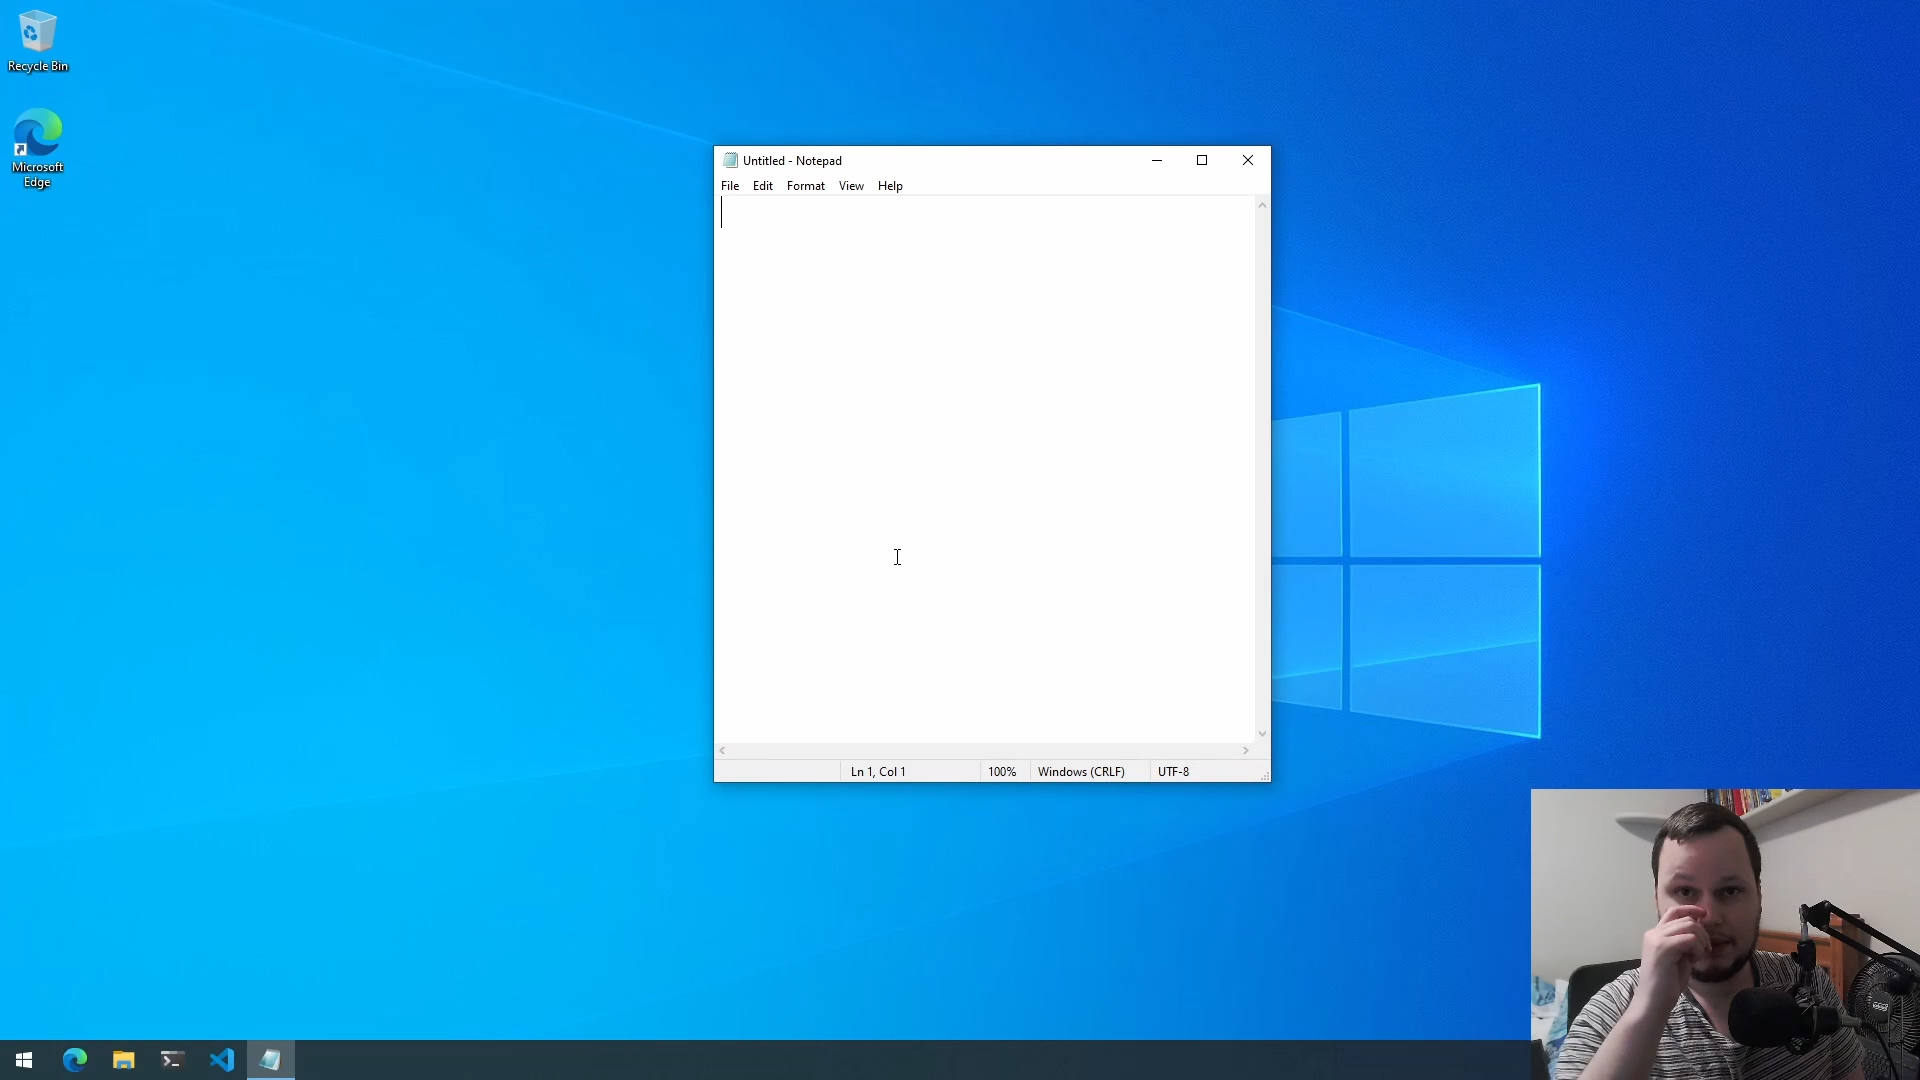 Recycle Bin
Microsoft
Edge
Untitled - Notepad
File Edit Format View Help
Ln 1, Col 1 100% Windows (CRLF) UTF-8